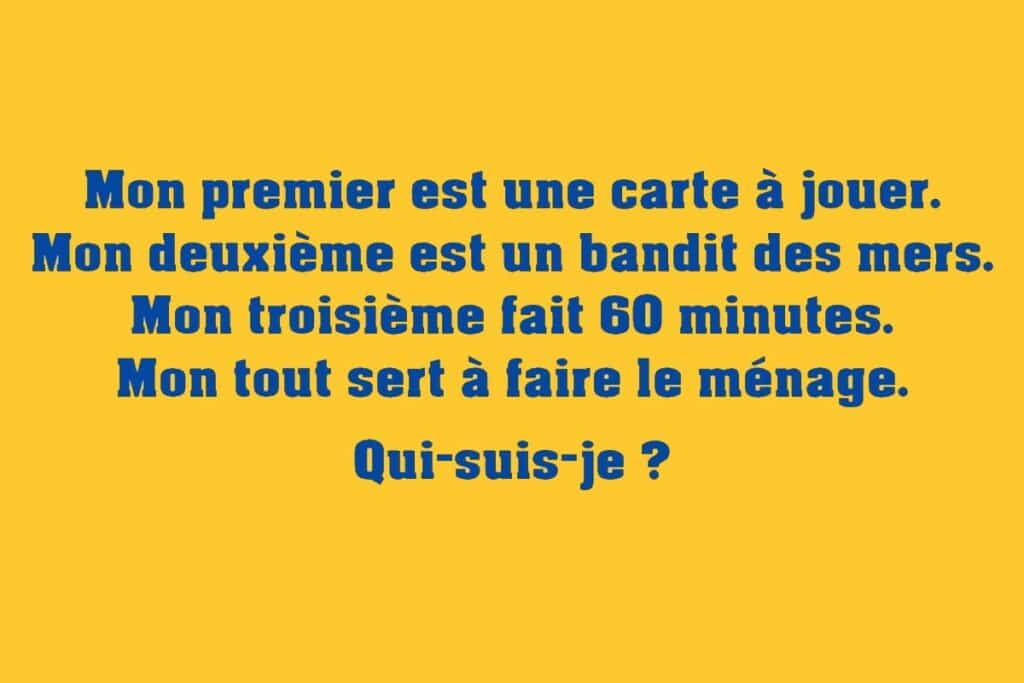 Mon premier est une carte à jouer.
Mon deuxième est un bandit des mers.
Mon troisième fait 60 minutes.
Mon tout sert à faire le ménage.
Qui-suis-je ?